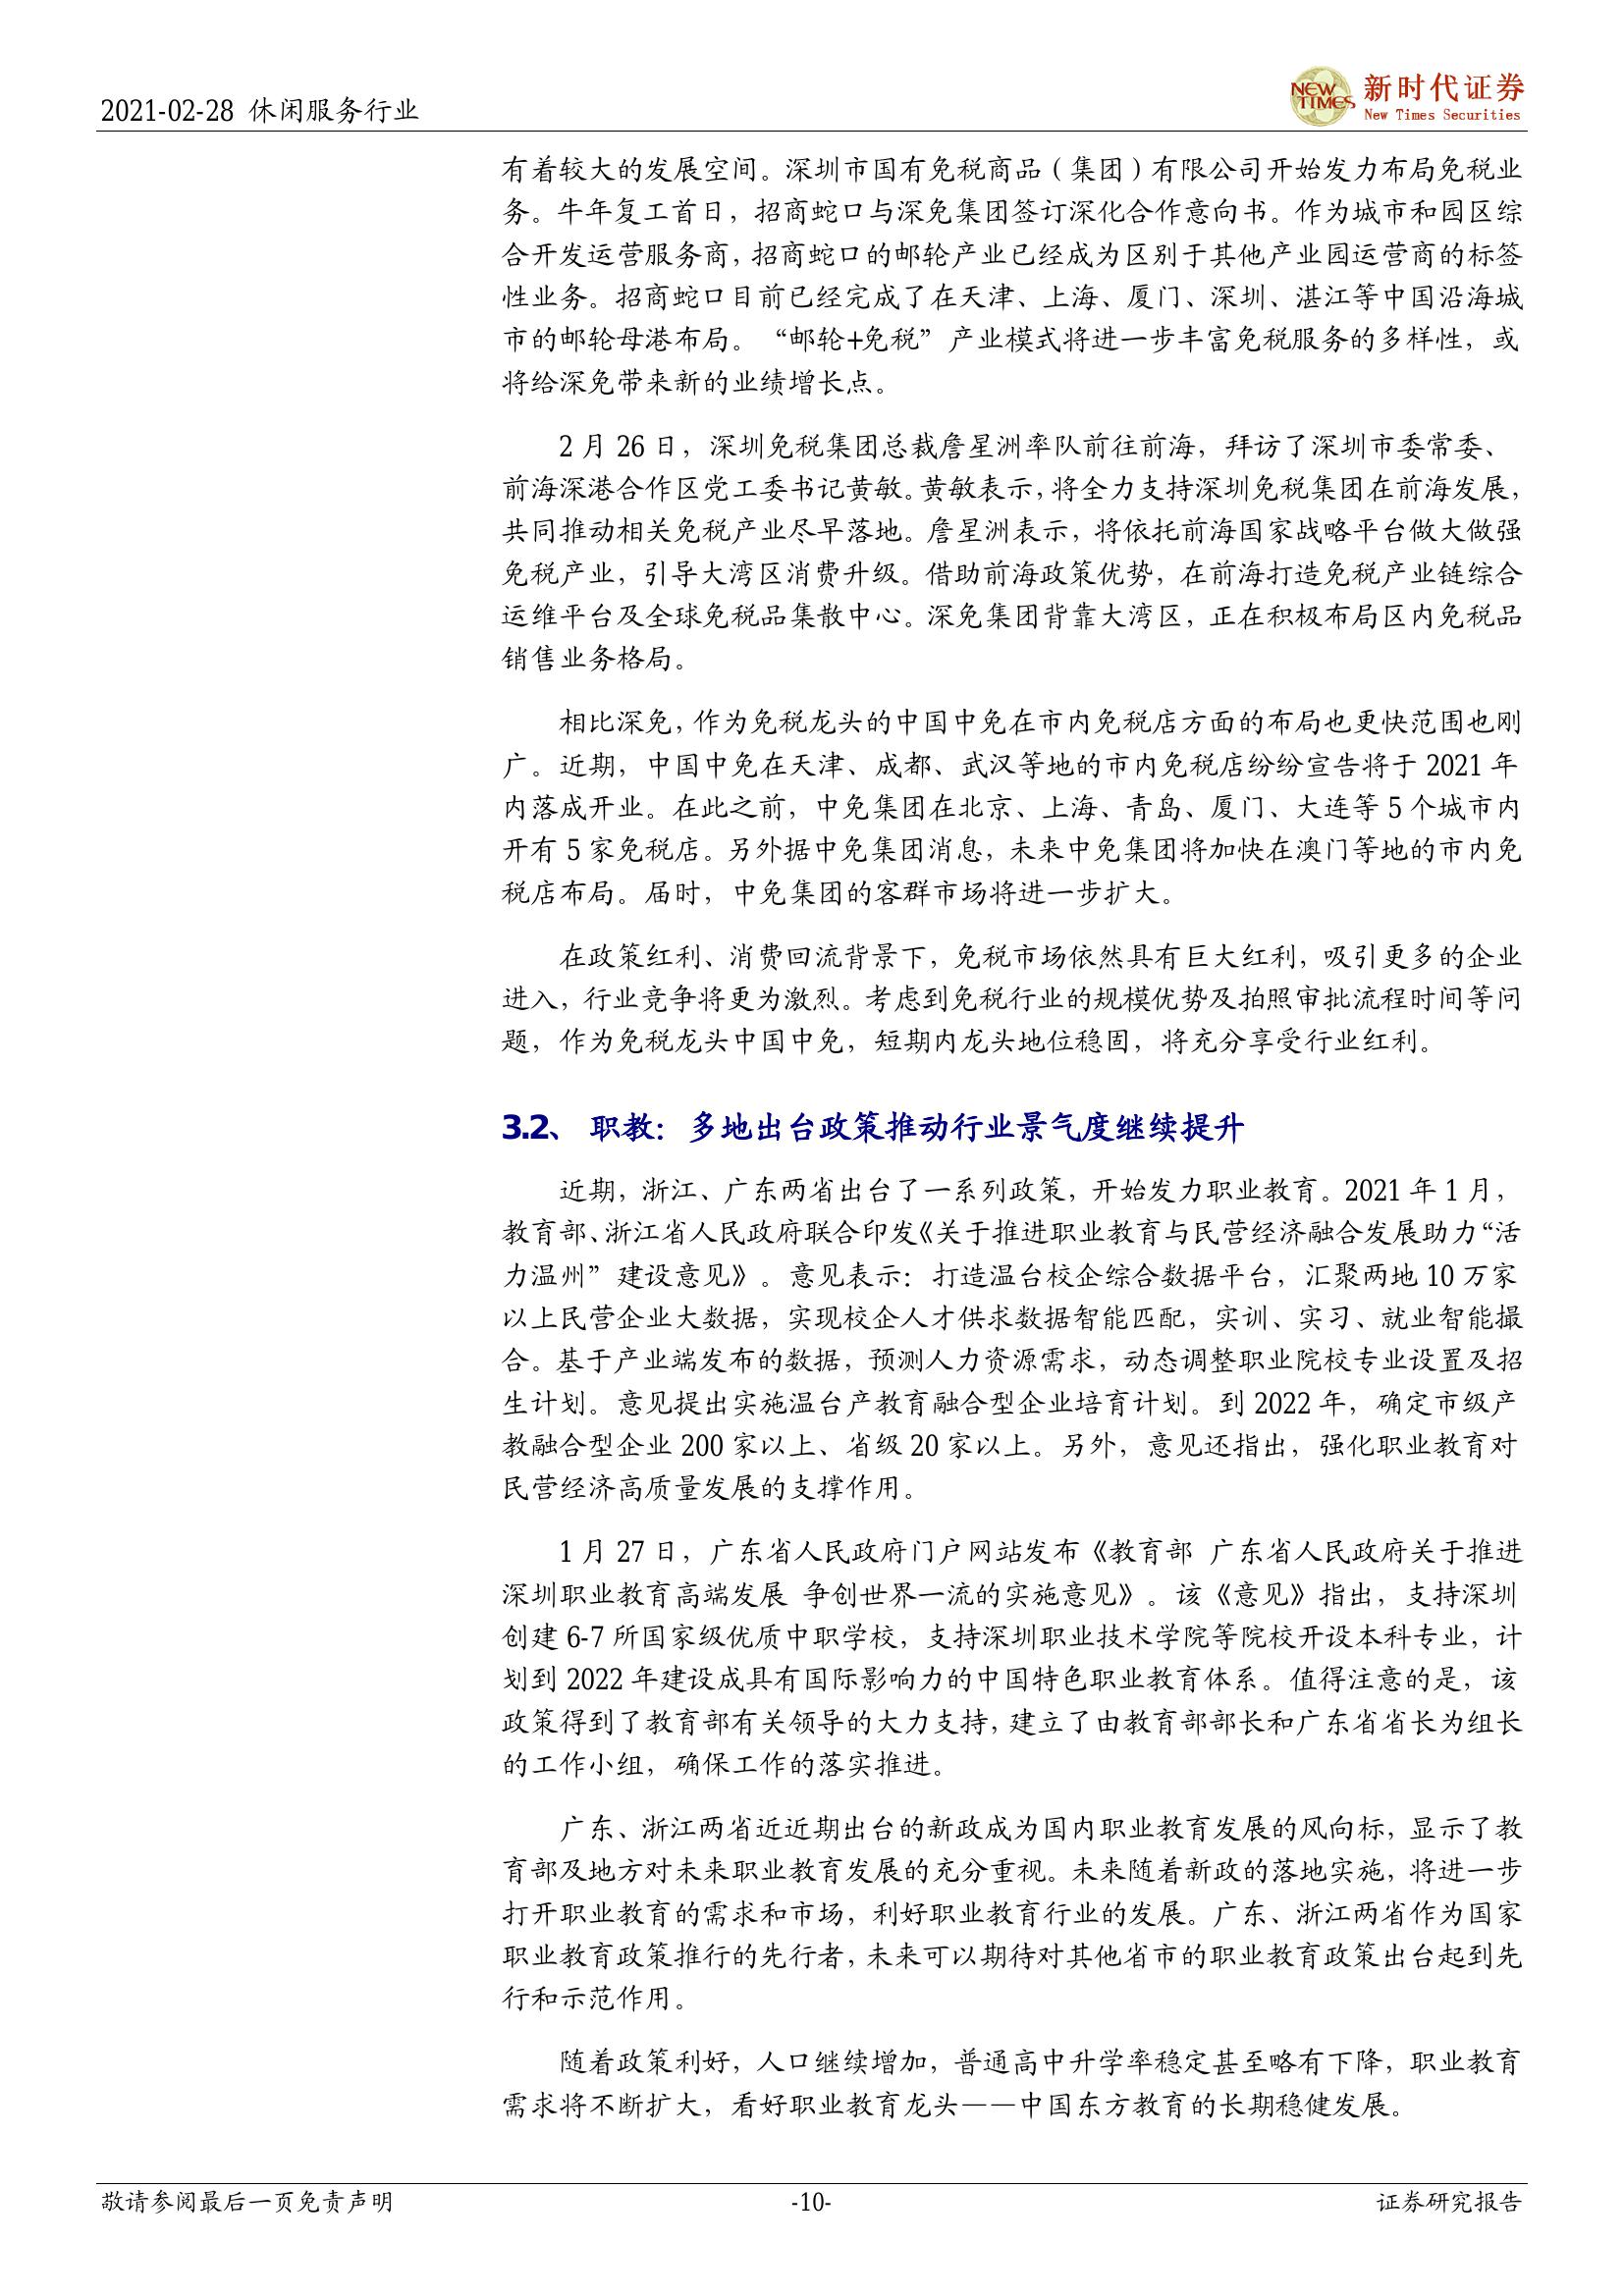 2021-02-28 休闲服务行业
NEW TIMES
新时代证券
New Times Securities
有着较大的发展空间。深圳市国有免税商品（集团）有限公司开始发力布局免税业
务。牛年复工首日，招商蛇口与深免集团签订深化合作意向书。作为城市和园区综
合开发运营服务商，招商蛇口的邮轮产业已经成为区别于其他产业园运营商的标签
性业务。招商蛇口目前已经完成了在天津、上海、厦门、深圳、湛江等中国沿海城
市的邮轮母港布局。“邮轮+免税”产业模式将进一步丰富免税服务的多样性，或
将给深免带来新的业绩增长点。
2 月 26 日，深圳免税集团总裁詹星洲率队前往前海，拜访了深圳市委常委、
前海深港合作区党工委书记黄敏。黄敏表示，将全力支持深圳免税集团在前海发展，
共同推动相关免税产业尽早落地。詹星洲表示，将依托前海国家战略平台做大做强
免税产业，引导大湾区消费升级。借助前海政策优势，在前海打造免税产业链综合
运维平台及全球免税品集散中心。深免集团背靠大湾区，正在积极布局区内免税品
销售业务格局。
相比深免，作为免税龙头的中国中免在市内免税店方面的布局也更快范围也刚
广。近期，中国中免在天津、成都、武汉等地的市内免税店纷纷宣告将于 2021 年
内落成开业。在此之前，中免集团在北京、上海、青岛、厦门、大连等 5 个城市内
开有 5 家免税店。另外据中免集团消息，未来中免集团将加快在澳门等地的市内免
税店布局。届时，中免集团的客群市场将进一步扩大。
在政策红利、消费回流背景下，免税市场依然具有巨大红利，吸引更多的企业
进入，行业竞争将更为激烈。考虑到免税行业的规模优势及拍照审批流程时间等问
题，作为免税龙头中国中免，短期内龙头地位稳固，将充分享受行业红利。
3.2、 职教：多地出台政策推动行业景气度继续提升
近期，浙江、广东两省出台了一系列政策，开始发力职业教育。2021 年 1 月，
教育部、浙江省人民政府联合印发《关于推进职业教育与民营经济融合发展助力“活
力温州”建设意见》。意见表示：打造温台校企综合数据平台，汇聚两地 10 万家
以上民营企业大数据，实现校企人才供求数据智能匹配，实训、实习、就业智能撮
合。基于产业端发布的数据，预测人力资源需求，动态调整职业院校专业设置及招
生计划。意见提出实施温台产教育融合型企业培育计划。到 2022 年，确定市级产
教融合型企业 200 家以上、省级 20 家以上。另外，意见还指出，强化职业教育对
民营经济高质量发展的支撑作用。
1 月 27 日，广东省人民政府门户网站发布《教育部 广东省人民政府关于推进
深圳职业教育高端发展 争创世界一流的实施意见》。该《意见》指出，支持深圳
创建 6-7 所国家级优质中职学校，支持深圳职业技术学院等院校开设本科专业，计
划到 2022 年建设成具有国际影响力的中国特色职业教育体系。值得注意的是，该
政策得到了教育部有关领导的大力支持，建立了由教育部部长和广东省省长为组长
的工作小组，确保工作的落实推进。
广东、浙江两省近近期出台的新政成为国内职业教育发展的风向标，显示了教
育部及地方对未来职业教育发展的充分重视。未来随着新政的落地实施，将进一步
打开职业教育的需求和市场，利好职业教育行业的发展。广东、浙江两省作为国家
职业教育政策推行的先行者，未来可以期待对其他省市的职业教育政策出台起到先
行和示范作用。
随着政策利好，人口继续增加，普通高中升学率稳定甚至略有下降，职业教育
需求将不断扩大，看好职业教育龙头——中国东方教育的长期稳健发展。
敬请参阅最后一页免责声明
-10-
证券研究报告